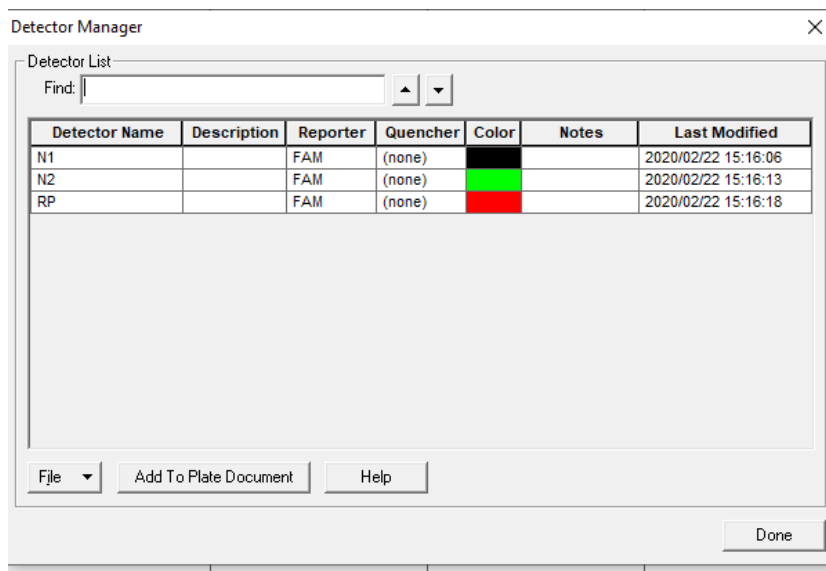 Detector Manager
Detector List
Find:
Detector Name Description Reporter Quencher Color Notes Last Modified
N1 FAM (none) 2020/02/22 15:16:06
N2 FAM (none) 2020/02/22 15:16:13
RP FAM (none) 2020/02/22 15:16:18
File Add To Plate Document Help
Done